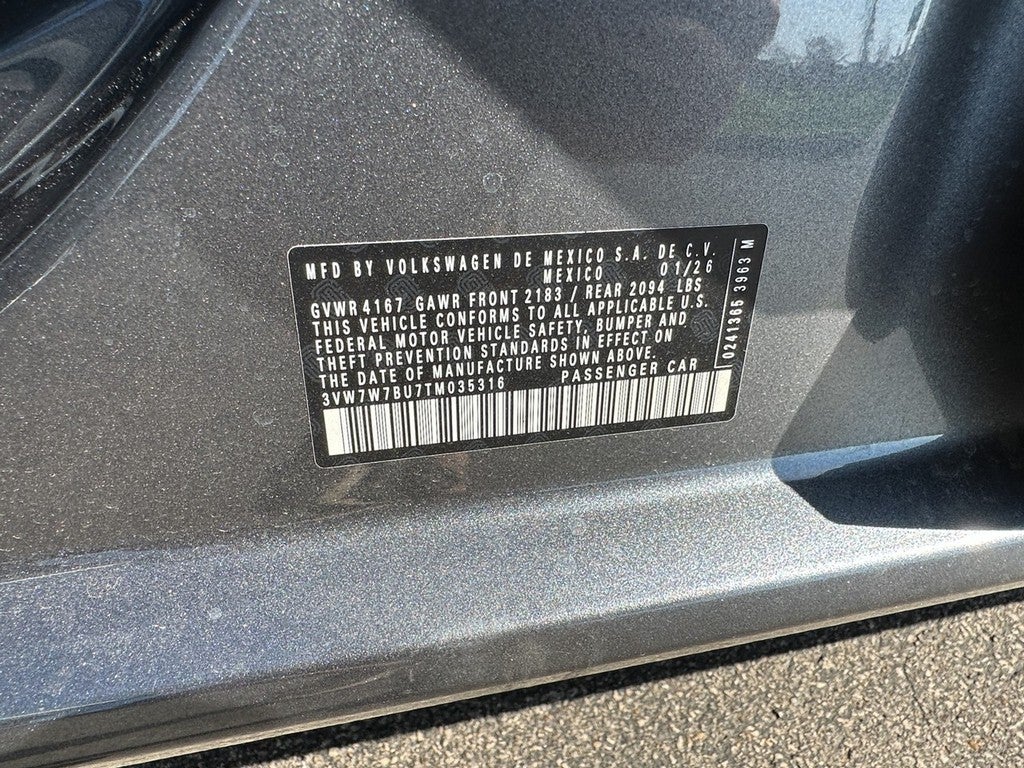 MFD BY VOLKSWAGEN DE MEXICO S.A. DE C.V.
MEXICO 01/26
GVWR 4167 GAWR FRONT 2183 / REAR 2094 LBS
THIS VEHICLE CONFORMS TO ALL APPLICABLE U.S.
FEDERAL MOTOR VEHICLE SAFETY, BUMPER AND
THEFT PREVENTION STANDARDS IN EFFECT ON
THE DATE OF MANUFACTURE SHOWN ABOVE.
3VW7W7BU7TM035316 PASSENGER CAR
0241365 3963 M